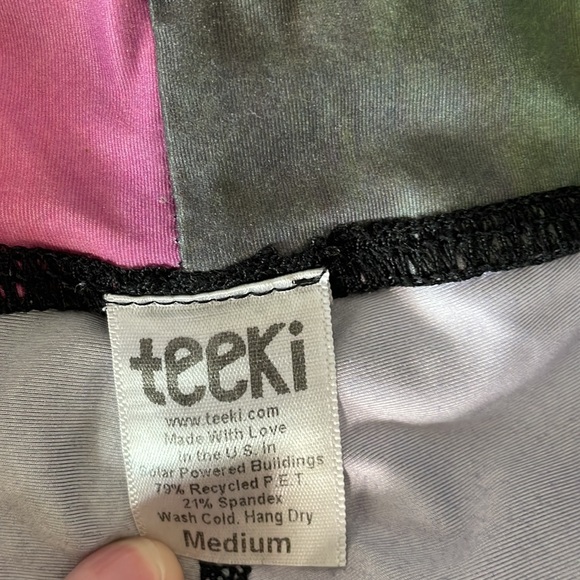 teeki
www.teeki.com
Made With Love
in the U.S. in
Solar Powered Buildings
79% Recycled P.E.T
21% Spandex
Wash Cold. Hang Dry
Medium